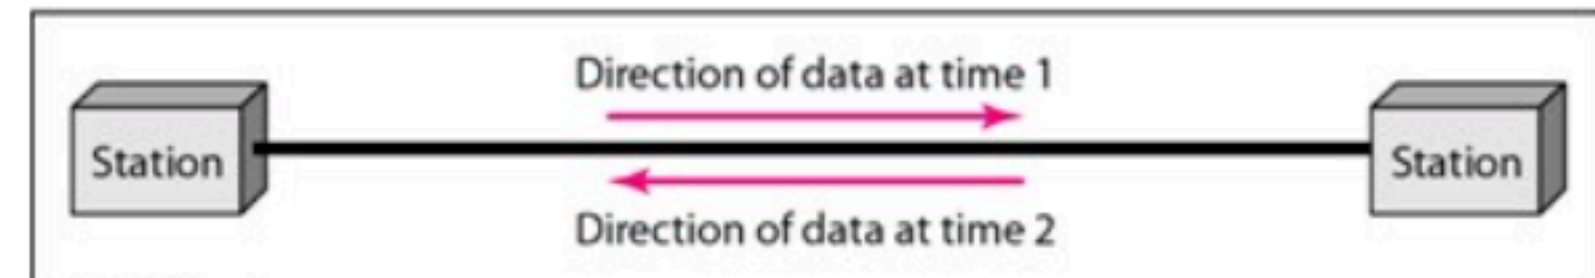 Direction of data at time 1
Station
Station
Direction of data at time 2